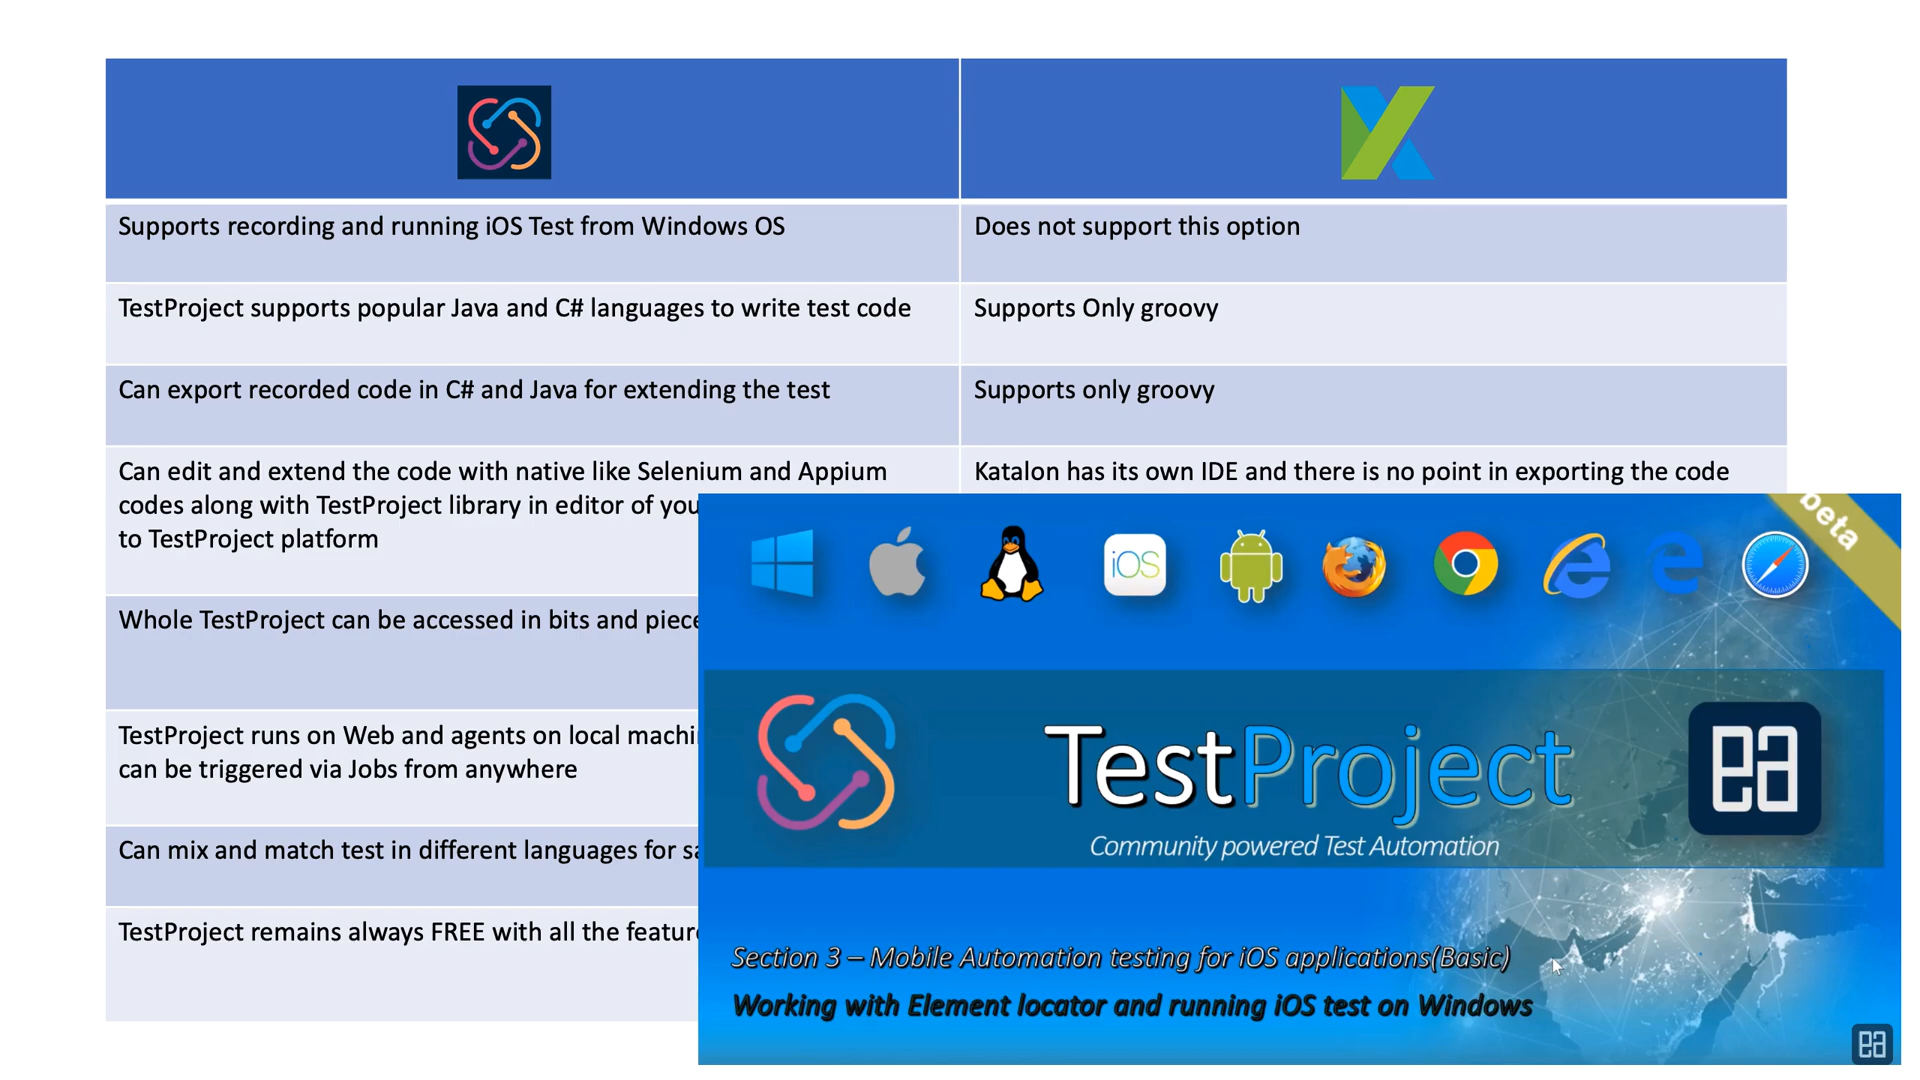 Supports recording and running iOS Test from Windows OS
Does not support this option
TestProject supports popular Java and C# languages to write test code
Supports Only groovy
Can export recorded code in C# and Java for extending the test
Supports only groovy
Can edit and extend the code with native like Selenium and Appium
codes along with TestProject library in editor of
to TestProject platform
Katalon has its own IDE and there is no point in exporting the code
Whole TestProject can be accessed in bits and
TestProject runs on Web and agents on local
can be triggered via Jobs from anywhere
Can mix and match test in different languages for
TestProject remains always FREE with all the
beta
iOS
TestProject
ea
Community powered Test Automation
Section 3 – Mobile Automation testing for iOS applications(Basic)
Working with Element locator and running iOS test on Windows
ea